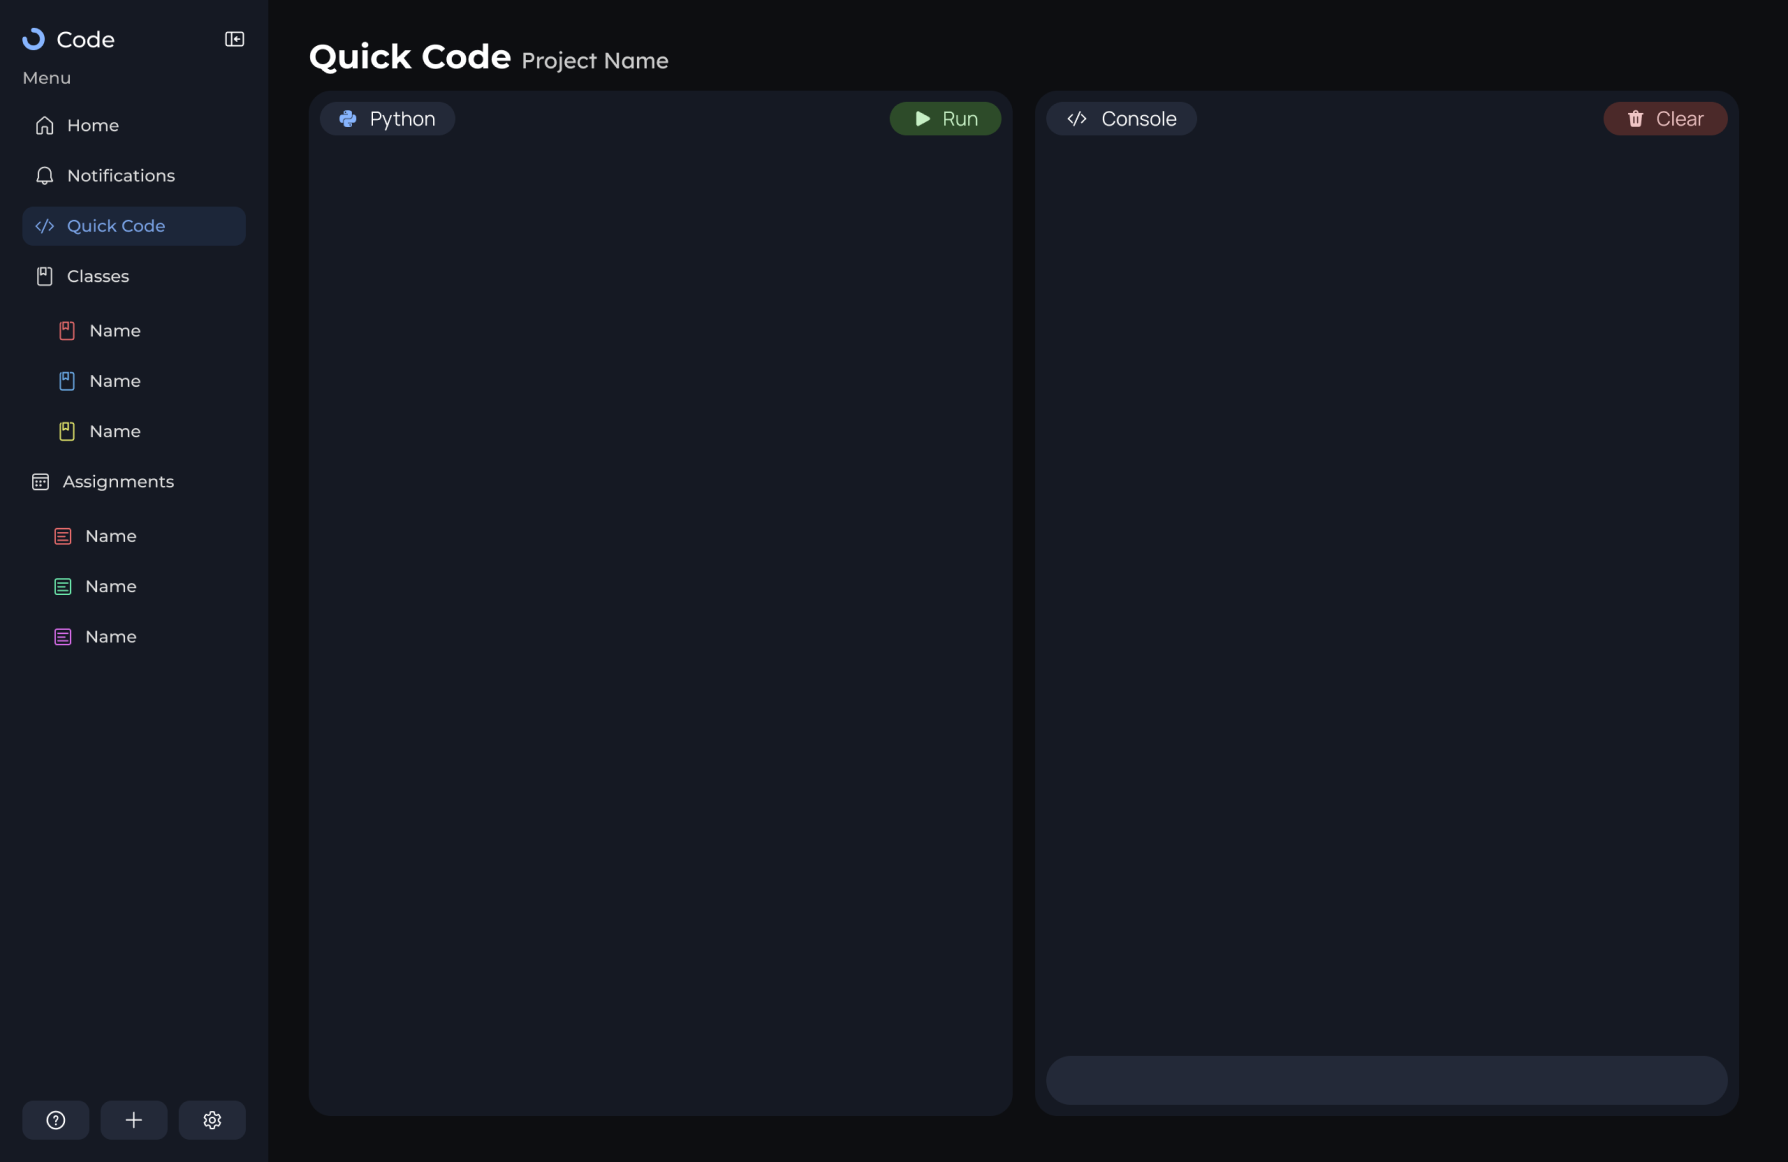 Code
Menu
Home
Notifications
Quick Code
Classes
Name
Name
Name
Assignments
Name
Name
Name
Quick Code Project Name
Python
Run
Console
Clear